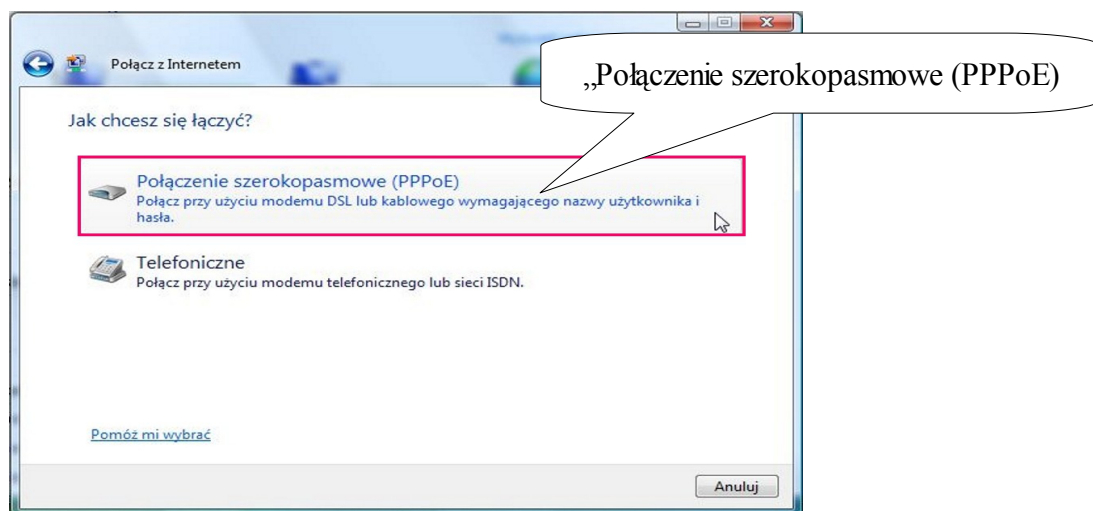 Połącz z Internetem
„Połączenie szerokopasmowe (PPPoE)
Jak chcesz się łączyć?
Połączenie szerokopasmowe (PPPoE)
Połącz przy użyciu modemu DSL lub kablowego wymagającego nazwy użytkownika i
hasła.
Telefoniczne
Połącz przy użyciu modemu telefonicznego lub sieci ISDN.
Pomóż mi wybrać
Anuluj